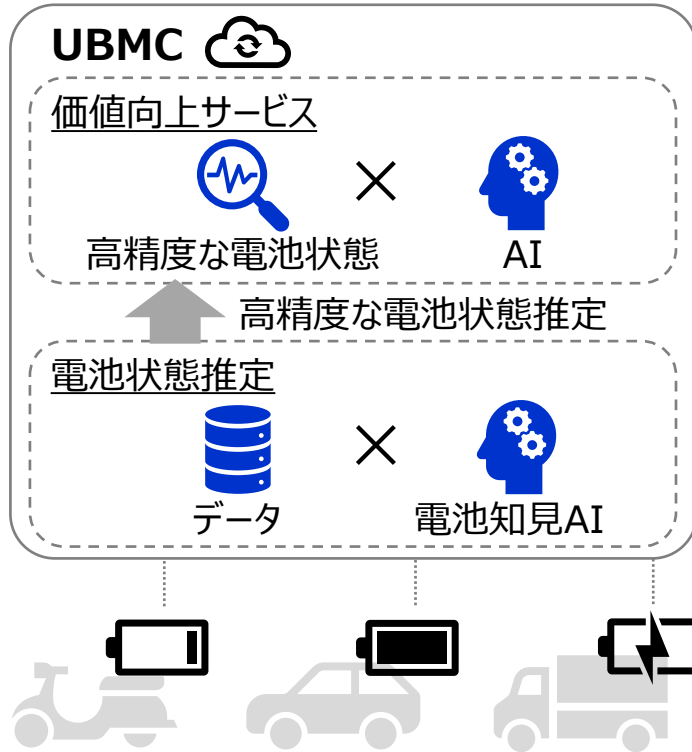 UBMC
価値向上サービス
×
高精度な電池状態
AI
高精度な電池状態推定
電池状態推定
×
データ
電池知見AI